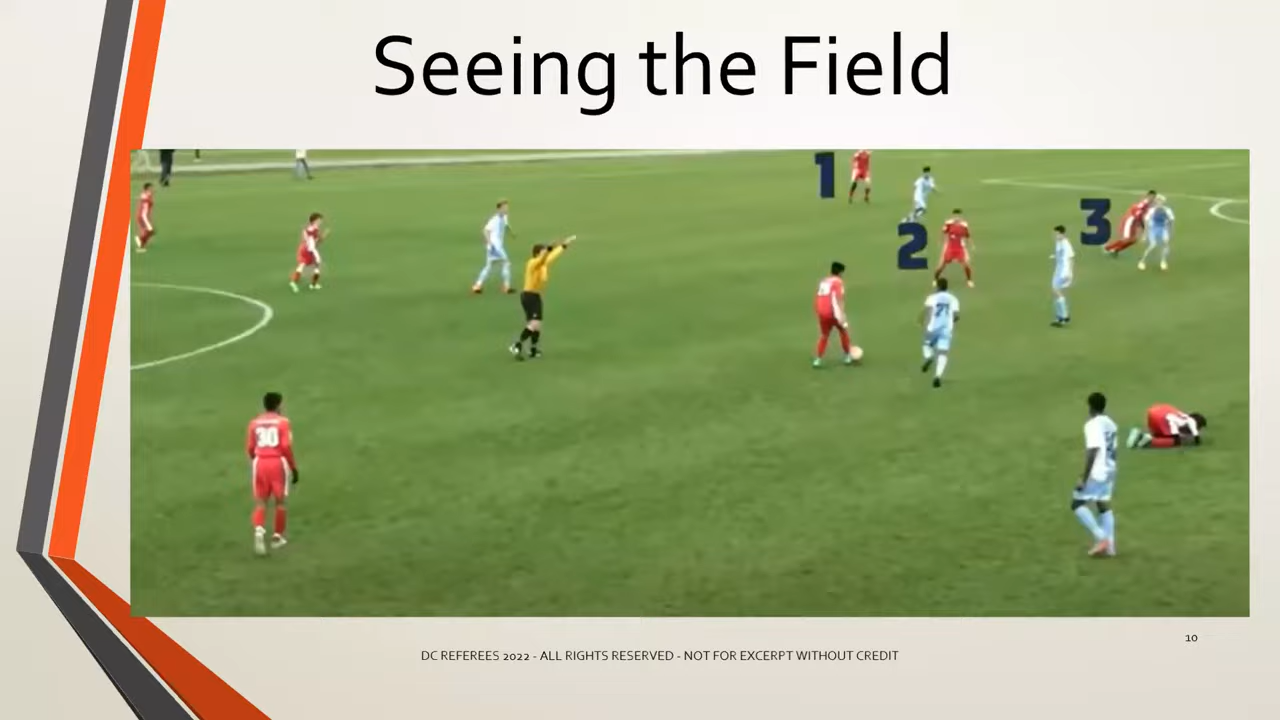 Seeing the Field
1
2
3
30
10
DC REFEREES 2022 - ALL RIGHTS RESERVED - NOT FOR EXCERPT WITHOUT CREDIT